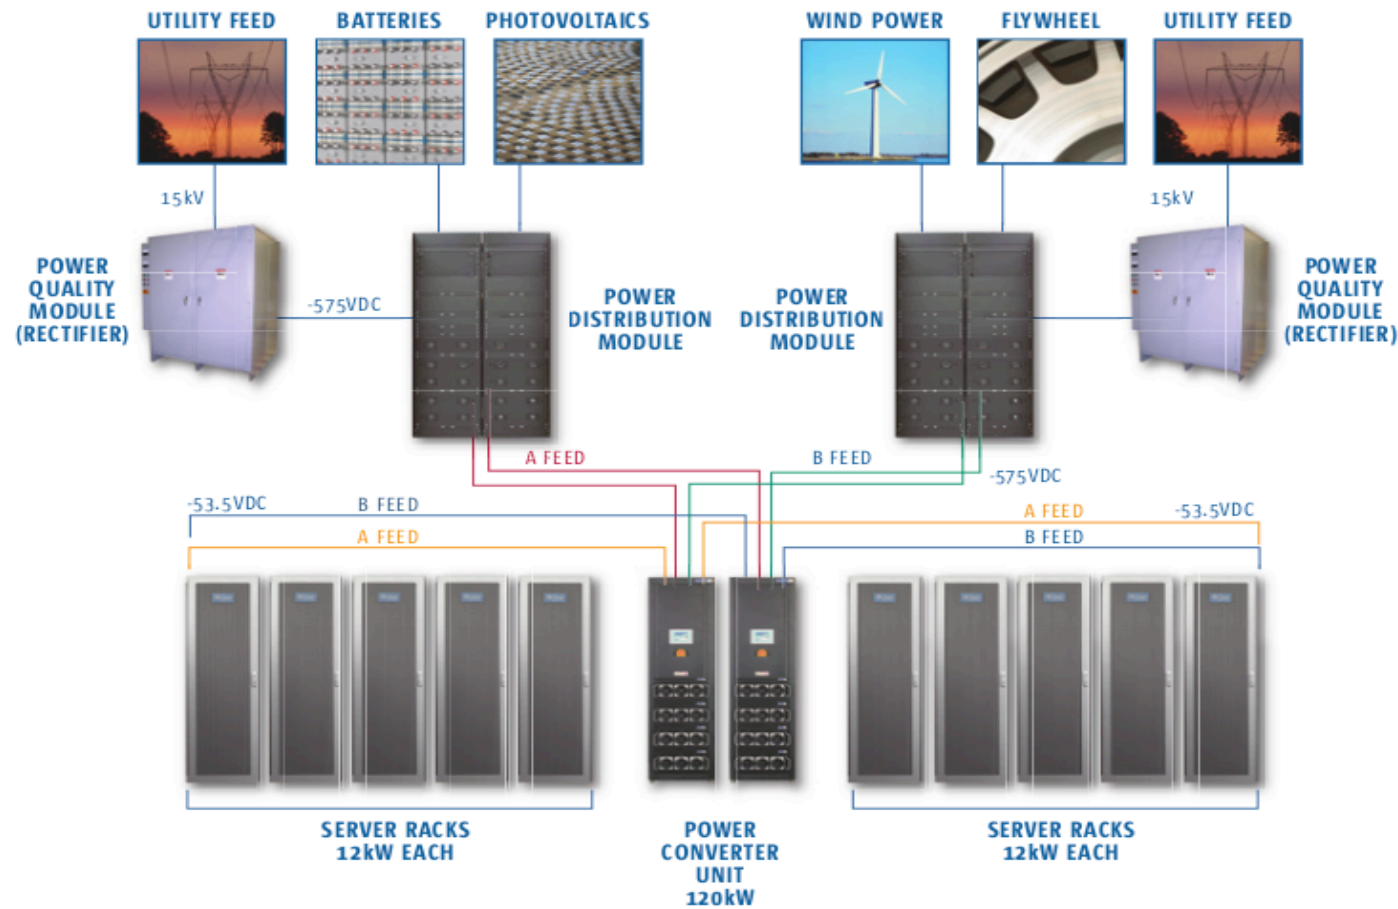 UTILITY FEED
BATTERIES
PHOTOVOLTAICS
WIND POWER
FLYWHEEL
UTILITY FEED
15kV
15kV
POWER
QUALITY
MODULE
(RECTIFIER)
-575VDC
POWER
DISTRIBUTION
MODULE
POWER
DISTRIBUTION
MODULE
POWER
QUALITY
MODULE
(RECTIFIER)
A FEED
B FEED
-575VDC
-53.5VDC
B FEED
A FEED
A FEED
-53.5VDC
B FEED
SERVER RACKS
12kW EACH
POWER
CONVERTER
UNIT
120kW
SERVER RACKS
12kW EACH